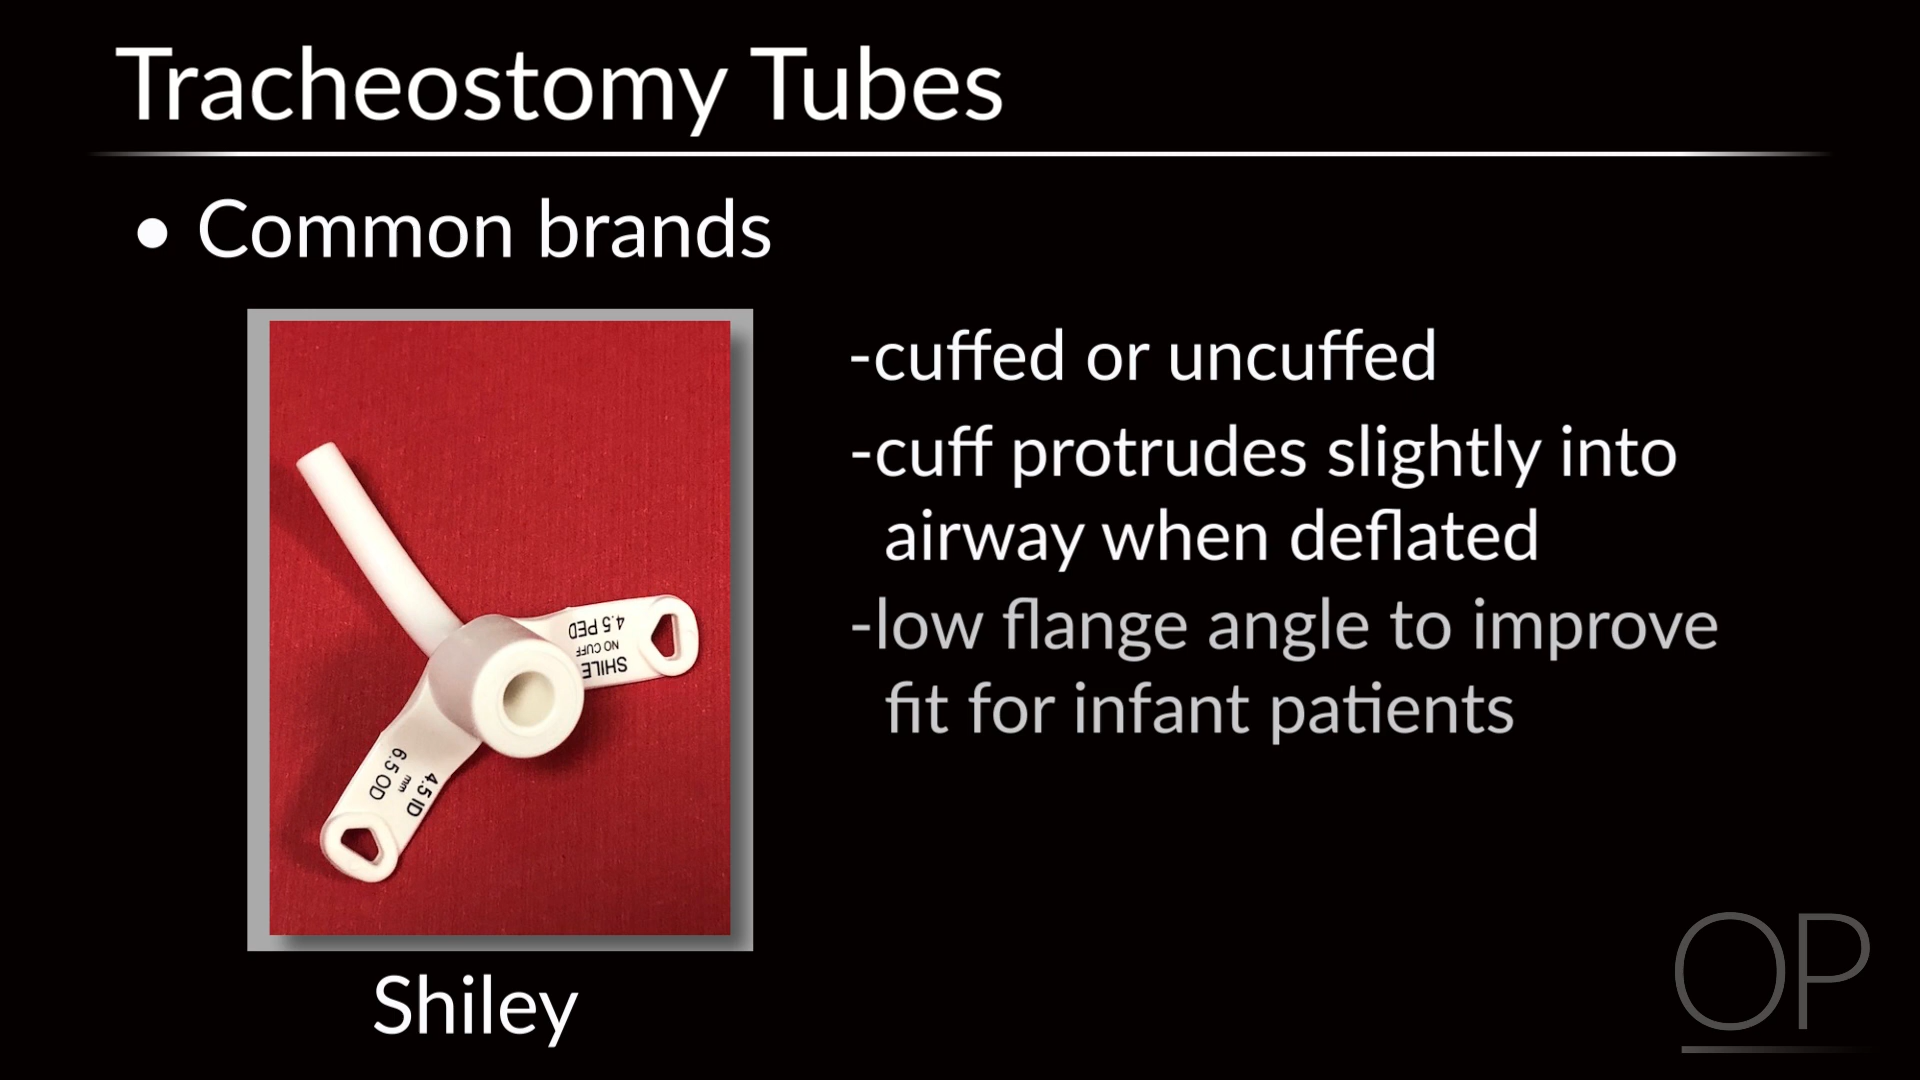 Tracheostomy Tubes
• Common brands
-cuffed or uncuffed
-cuff protrudes slightly into
airway when deflated
-low flange angle to improve
fit for infant patients
4.5 PED
NO CUFF
SHILE
4.5 ID
mm
6.5 OD
Shiley
OP